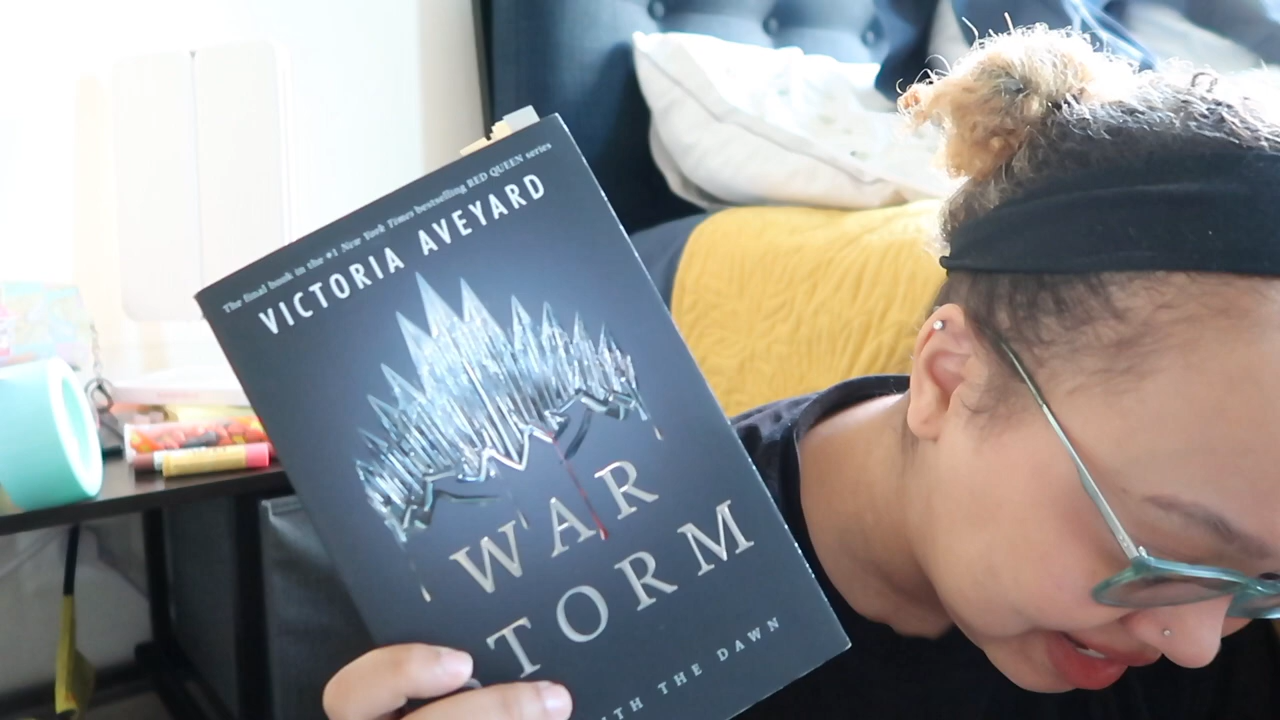 The final book in the #1 New York Times bestselling RED QUEEN series
VICTORIA AVEYARD
WAR
TORM
THE DAWN